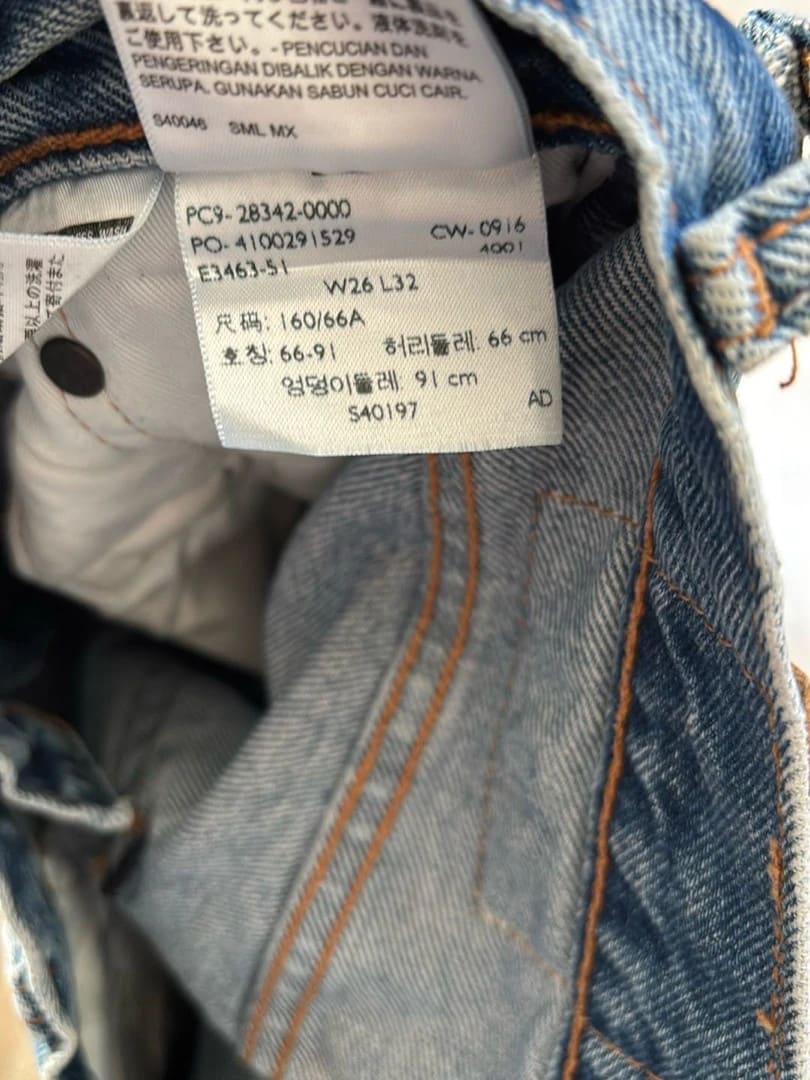 裏返して洗ってください。液体洗剤を
ご使用下さい。- PENCUCIAN DAN
PENGERINGAN DIBALIK DENGAN WARNA
SERUPA. GUNAKAN SABUN CUCI CAIR.
S40046 SML MX
PC9- 28342-0000
PO- 4100291529 CW- 0916
4001
E3463-51
W26 L32
尺码: 160/66A
호칭: 66-91 허리둘레: 66 cm
엉덩이둘레: 91 cm
S40197 AD